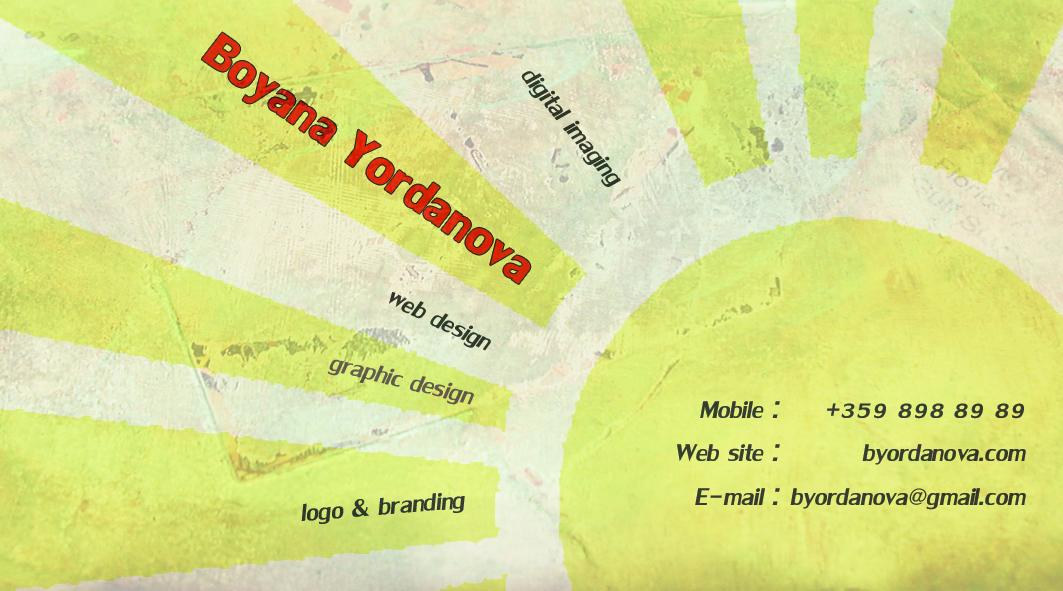 Boyana Yordanova
digital imaging
web design
graphic design
logo & branding
Mobile : +359 898 89 89
Web site : byordanova.com
E-mail : byordanova@gmail.com